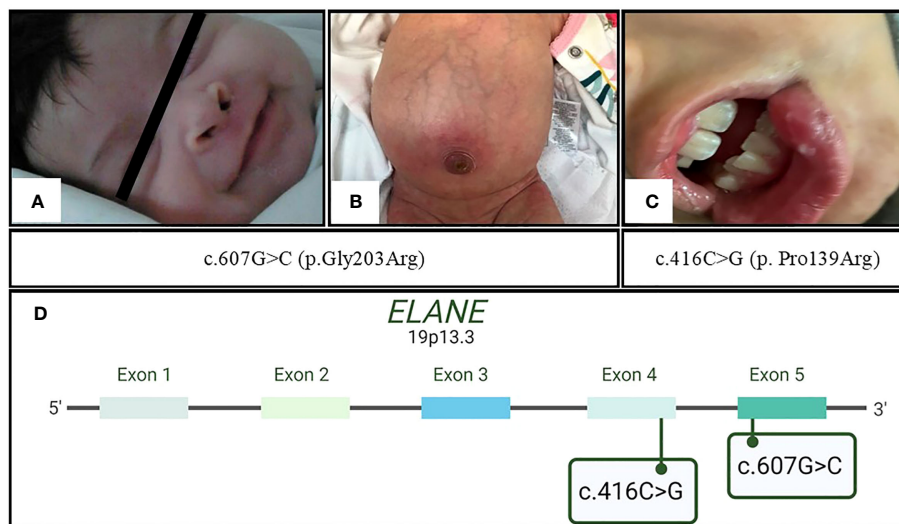 A
B
C
c.607G>C (p.Gly203Arg)
c.416C>G (p. Pro139Arg)
D
ELANE
19p13.3
Exon 1
Exon 2
Exon 3
Exon 4
Exon 5
5'
3'
c.607G>C
c.416C>G